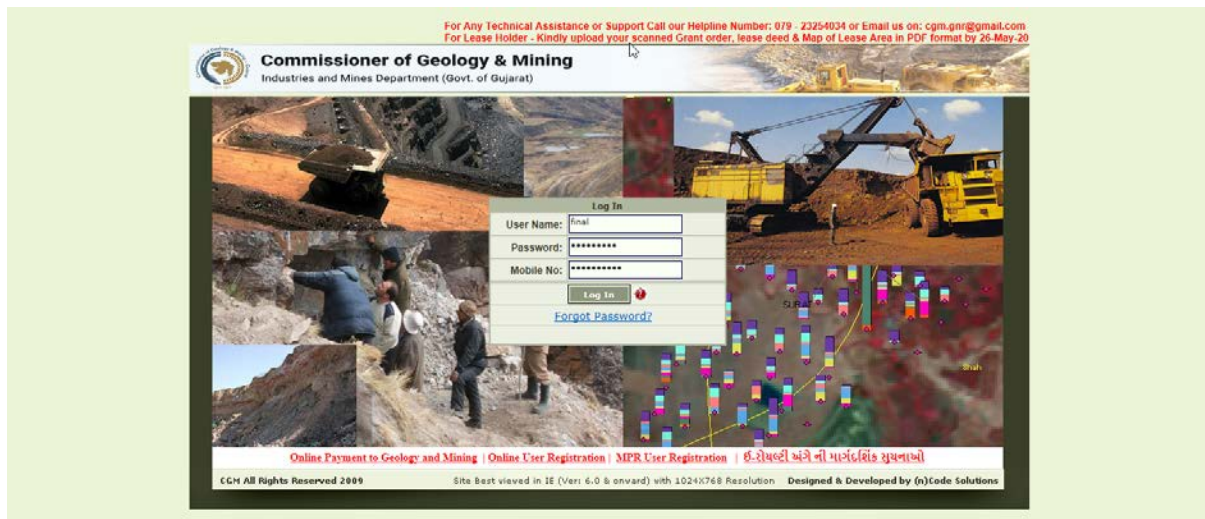 For Any Technical Assistance or Support Call our Helpline Number: 079 - 23254034 or Email us on: cgm.gnr@gmail.com
For Lease Holder - Kindly upload your scanned Grant order, lease deed & Map of Lease Area in PDF format by 26-May-20
Commissioner of Geology & Mining
Industries and Mines Department (Govt. of Gujarat)
Log In
User Name: final
Password: •••••••••
Mobile No: ••••••••••
Log In
Forgot Password?
SURAT
Shah
Online Payment to Geology and Mining | Online User Registration | MPR User Registration | ઈ-રોયલ્ટી અંગે ની માર્ગદર્શિક સુચનાઓ
CGM All Rights Reserved 2009 Site Best viewed in IE (Ver: 6.0 & onward) with 1024X768 Resolution Designed & Developed by (n)Code Solutions